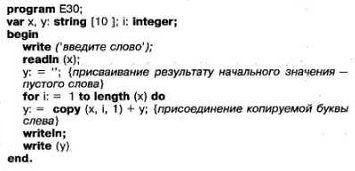 program E30;
var x, y: string [10 ]; i: integer;
begin
write ('введите слово');
readln (x);
y: = ''; {присваивание результату начального значения –
пустого слова}
for i: = 1 to length (x) do
y: = copy (x, i, 1) + y; {присоединение копируемой буквы
слева}
writeln;
write (y)
end.